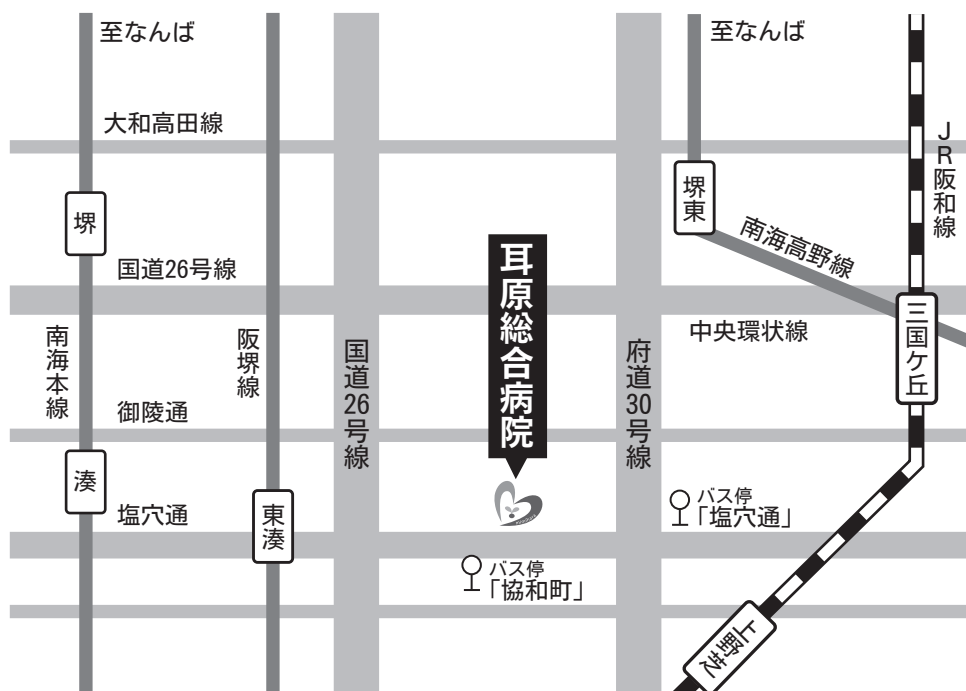 至なんば
至なんば
大和高田線
JR阪和線
堺
堺東
南海高野線
国道26号線
耳原総合病院
中央環状線
三国ケ丘
南海本線
阪堺線
国道26号線
府道30号線
御陵通
湊
塩穴通
東湊
バス停
「塩穴通」
バス停
「協和町」
上野芝